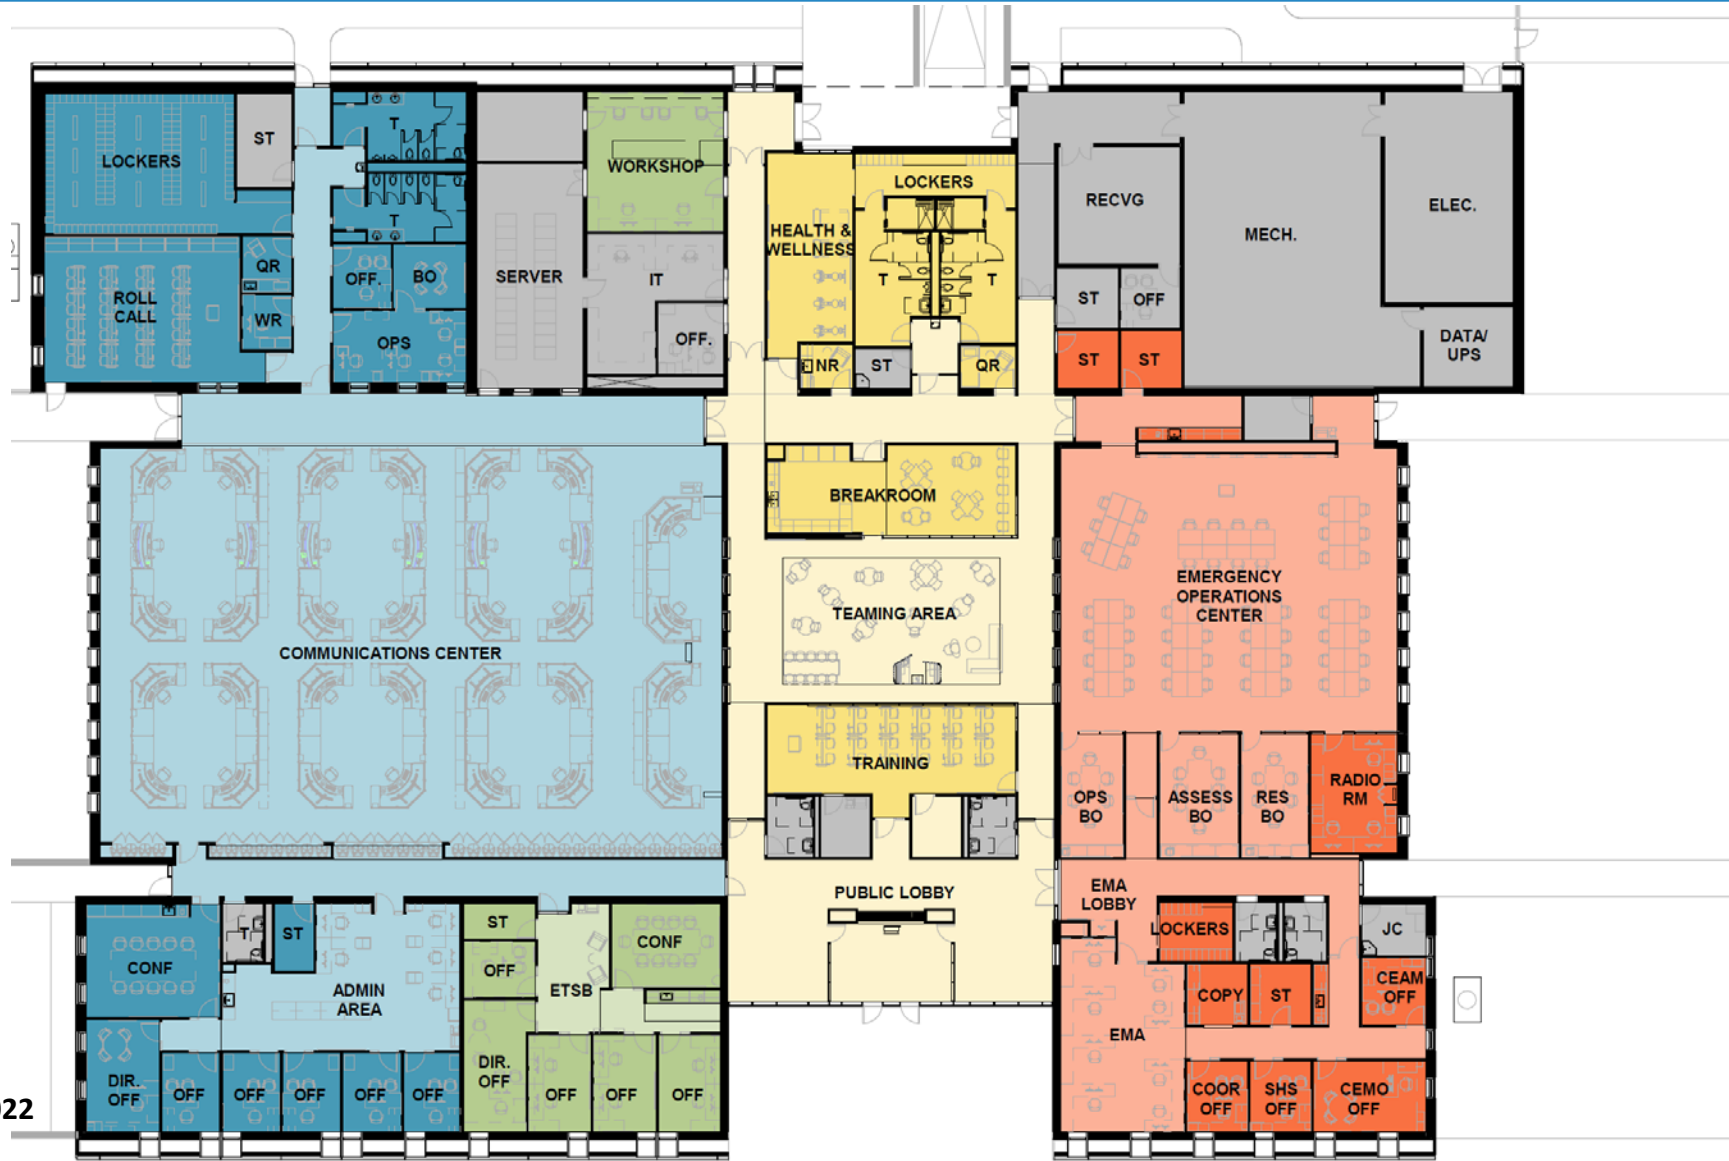 LOCKERS
ST
T
WORKSHOP
LOCKERS
RECVG
ELEC.
MECH.
T
HEALTH &
WELLNESS
QR
OFF.
BO
SERVER
IT
T
T
ROLL
CALL
WR
OPS
OFF.
ST
OFF
DATA/
UPS
NR
ST
QR
ST
ST
BREAKROOM
EMERGENCY
OPERATIONS
CENTER
TEAMING AREA
COMMUNICATIONS CENTER
TRAINING
OPS
BO
ASSESS
BO
RES
BO
RADIO
RM
PUBLIC LOBBY
EMA
LOBBY
ST
CONF
T
ST
LOCKERS
JC
CONF
OFF
ETSB
ADMIN
AREA
COPY
ST
CEAM
OFF
EMA
DIR.
OFF
OFF
OFF
OFF
OFF
OFF
DIR.
OFF
OFF
OFF
OFF
COOR
OFF
SHS
OFF
CEMO
OFF
022